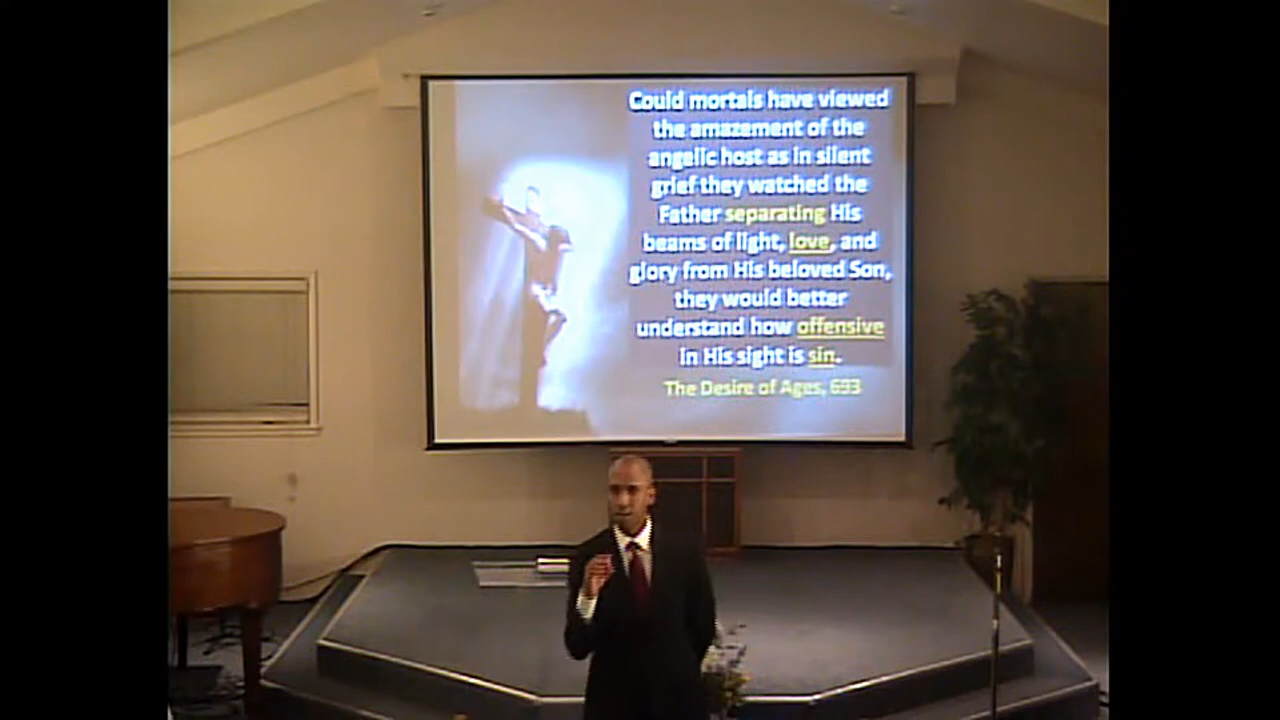 Could mortals have viewed
the amazement of the
angelic host as in silent
grief they watched the
Father separating His
beams of light, love, and
glory from His beloved Son,
they would better
understand how offensive
in His sight is sin.
The Desire of Ages, 693